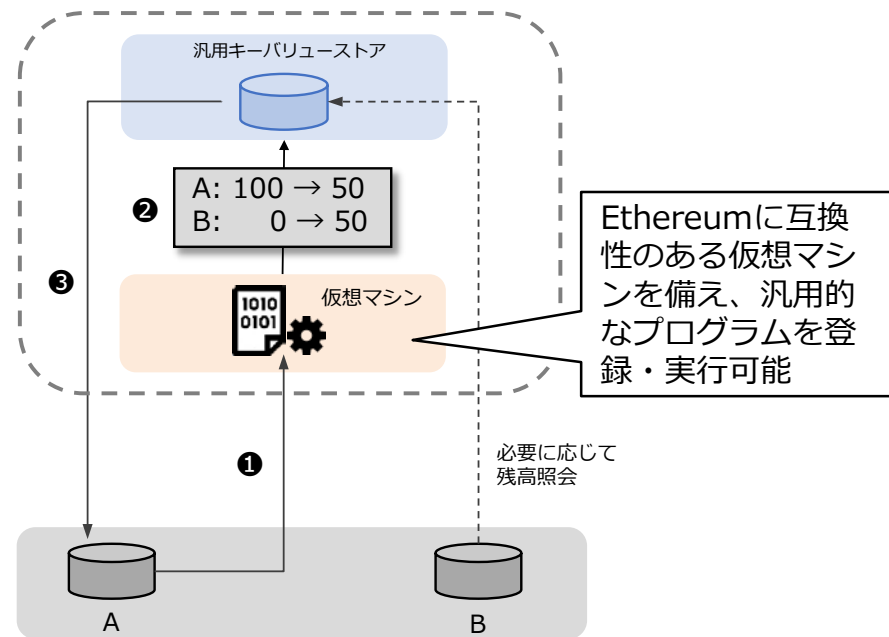 汎用キーバリューストア
A: 100 → 50
B: 0 → 50
❷
❸
仮想マシン
1010
0101
Ethereumに互換
性のある仮想マシ
ンを備え、汎用的
なプログラムを登
録・実行可能
❶
必要に応じて
残高照会
A
B